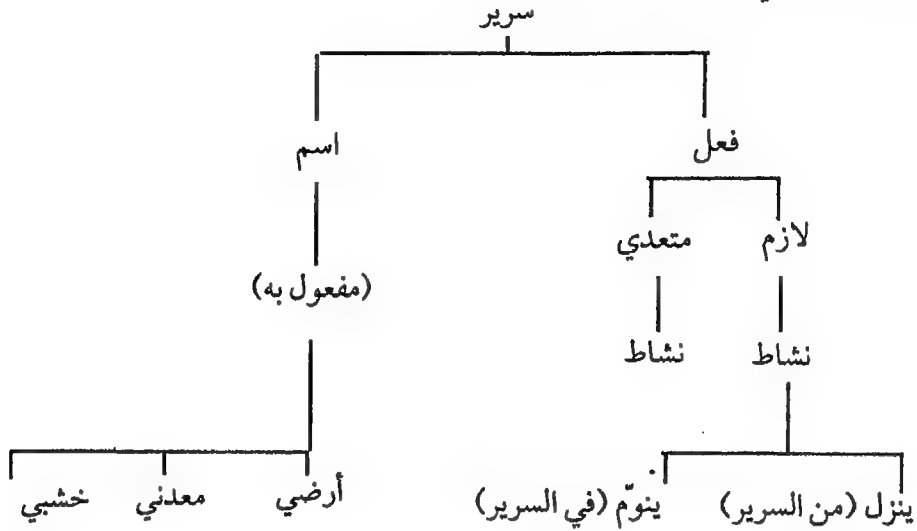 سرير
فعل
اسم
لازم
متعدي
(مفعول به)
نشاط
نشاط
ينزل (من السرير)
ينوّم (في السرير)
أرضي
معدني
خشبي